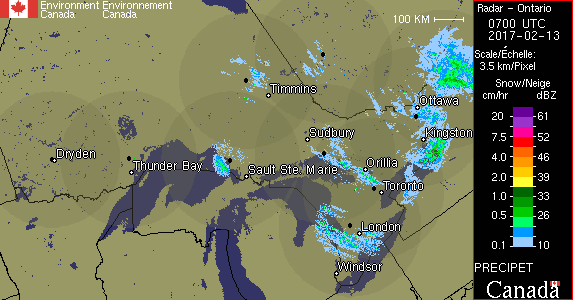 Environment Environnement
Canada Canada
100 KM
Timmins
Ottawa
Sudbury
Kingston
Dryden
Thunder Bay
Sault Ste. Marie
Orillia
Toronto
London
Windsor
Radar - Ontario
0700 UTC
2017-02-13
Scale/Échelle:
3.5 km/Pixel
Snow/Neige
cm/hr dBZ
20 61
7.5 52
4.0 46
2.0 39
1.0 33
0.5 26
0.1 10
PRECIPET
Canada